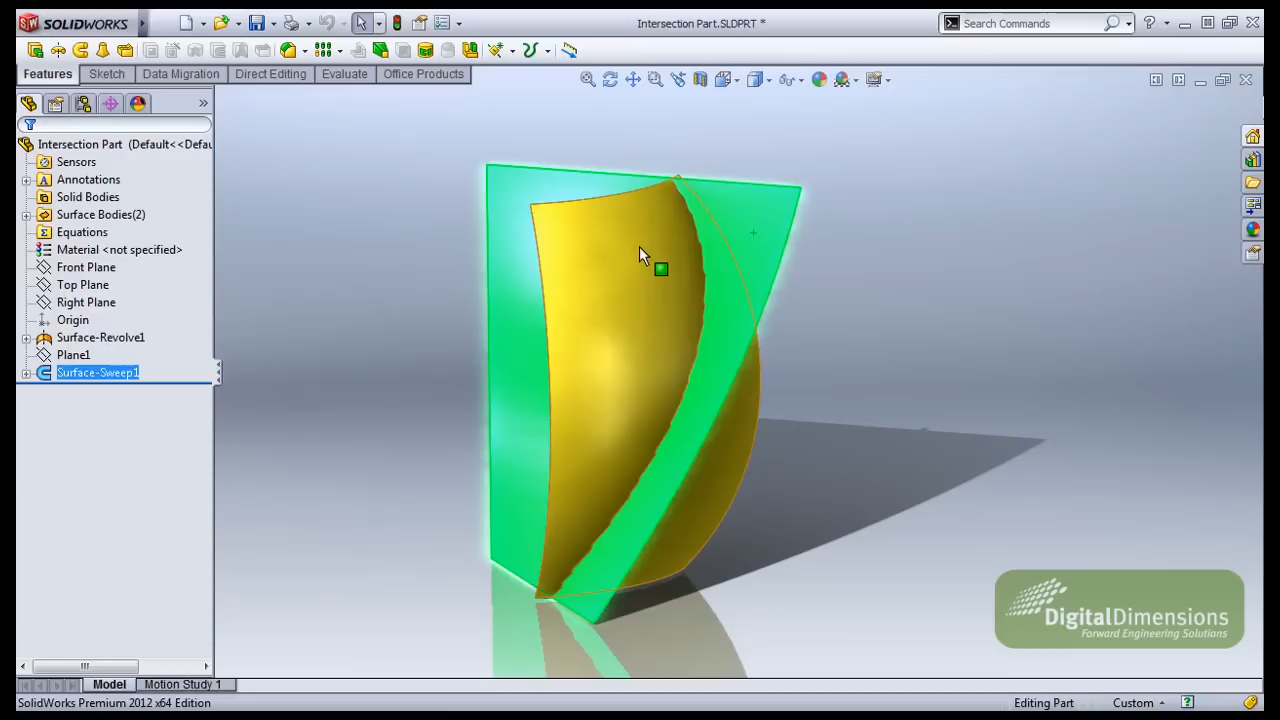 SOLIDWORKS
Intersection Part.SLDPRT *
Search Commands
Features
Sketch
Data Migration
Direct Editing
Evaluate
Office Products
Intersection Part (Default<<Defau
Sensors
Annotations
Solid Bodies
Surface Bodies(2)
Equations
Material <not specified>
Front Plane
Top Plane
Right Plane
Origin
Surface-Revolve1
Plane1
Surface-Sweep1
DigitalDimensions
Forward Engineering Solutions
Model
Motion Study 1
SolidWorks Premium 2012 x64 Edition
Editing Part
Custom